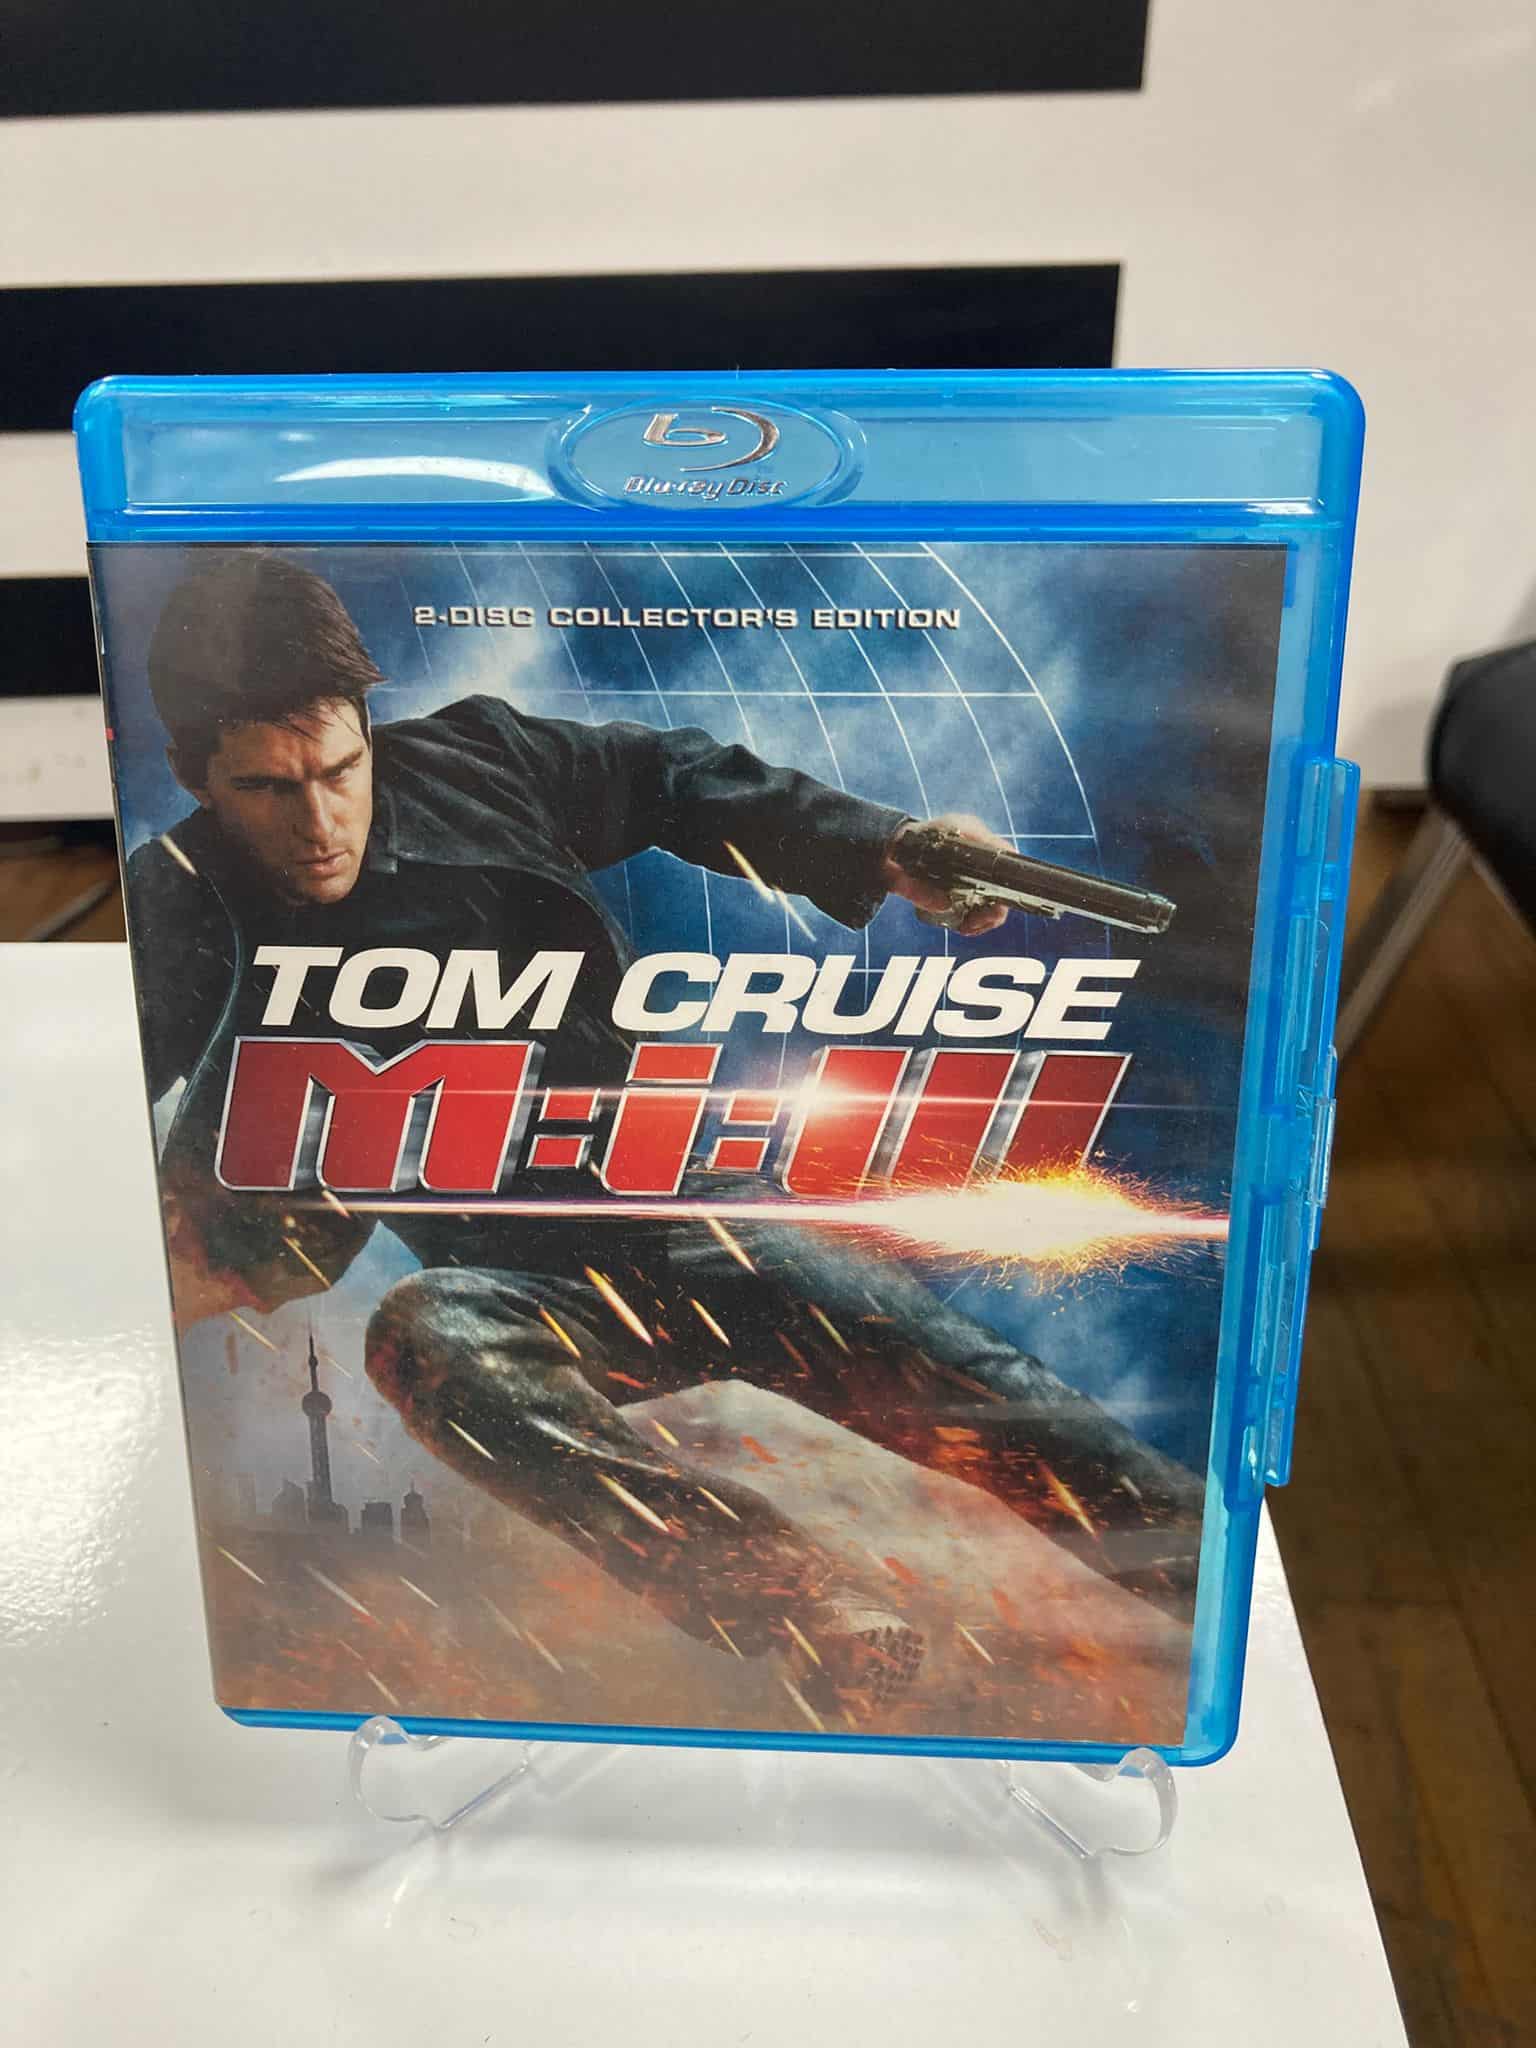 Blu-ray Disc
2-DISC COLLECTOR'S EDITION
TOM CRUISE
M:i:III